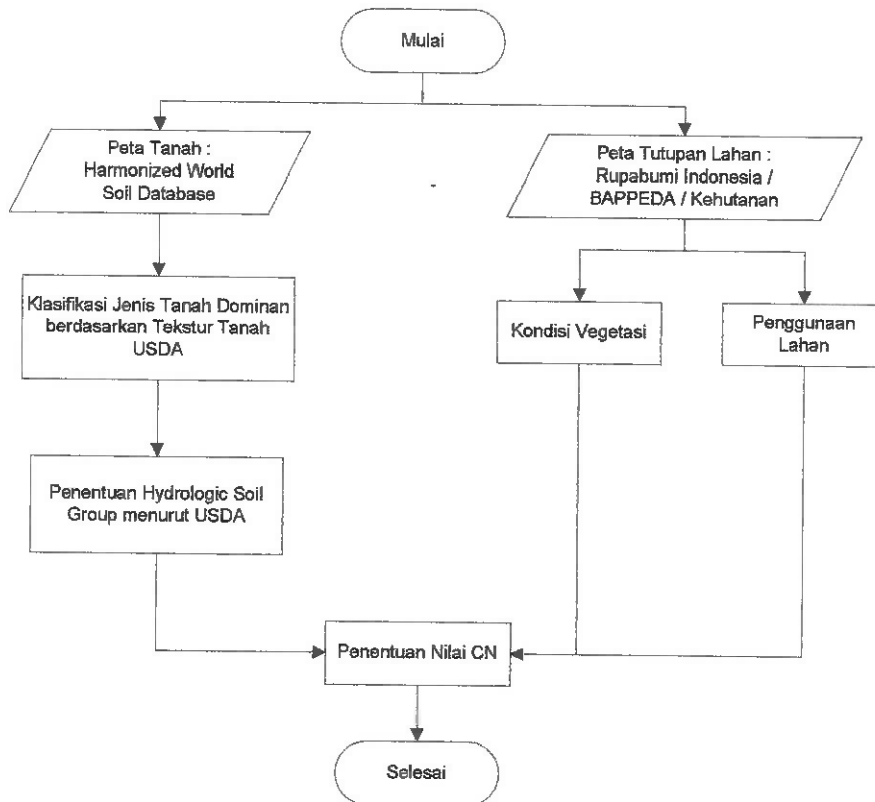 Mulai
Peta Tanah :
Harmonized World
Soil Database
Peta Tutupan Lahan :
Rupabumi Indonesia /
BAPPEDA / Kehutanan
Klasifikasi Jenis Tanah Dominan
berdasarkan Tekstur Tanah
USDA
Kondisi Vegetasi
Penggunaan
Lahan
Penentuan Hydrologic Soil
Group menurut USDA
Penentuan Nilai CN
Selesai